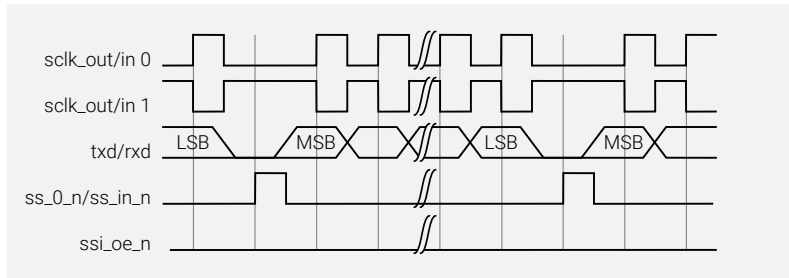 sclk_out/in 0
sclk_out/in 1
txd/rxd LSB MSB LSB MSB
ss_0_n/ss_in_n
ssi_oe_n